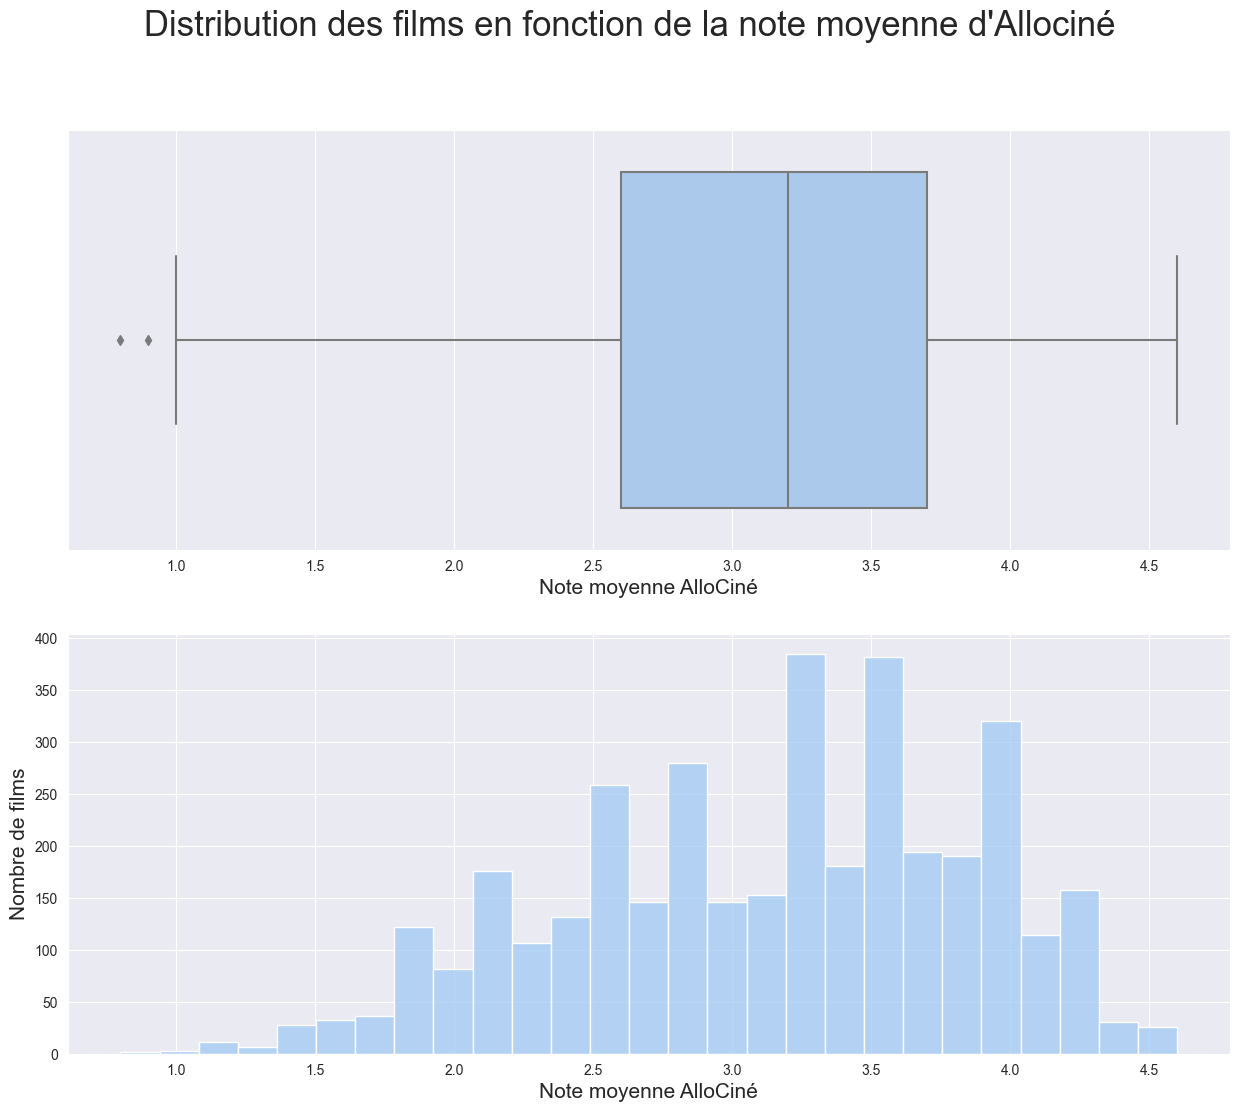 Distribution des films en fonction de la note moyenne d'Allociné
1.0 1.5 2.0 2.5 3.0 3.5 4.0 4.5
Note moyenne AlloCiné
400
350
300
250
200
150
100
50
0
Nombre de films
1.0 1.5 2.0 2.5 3.0 3.5 4.0 4.5
Note moyenne AlloCiné